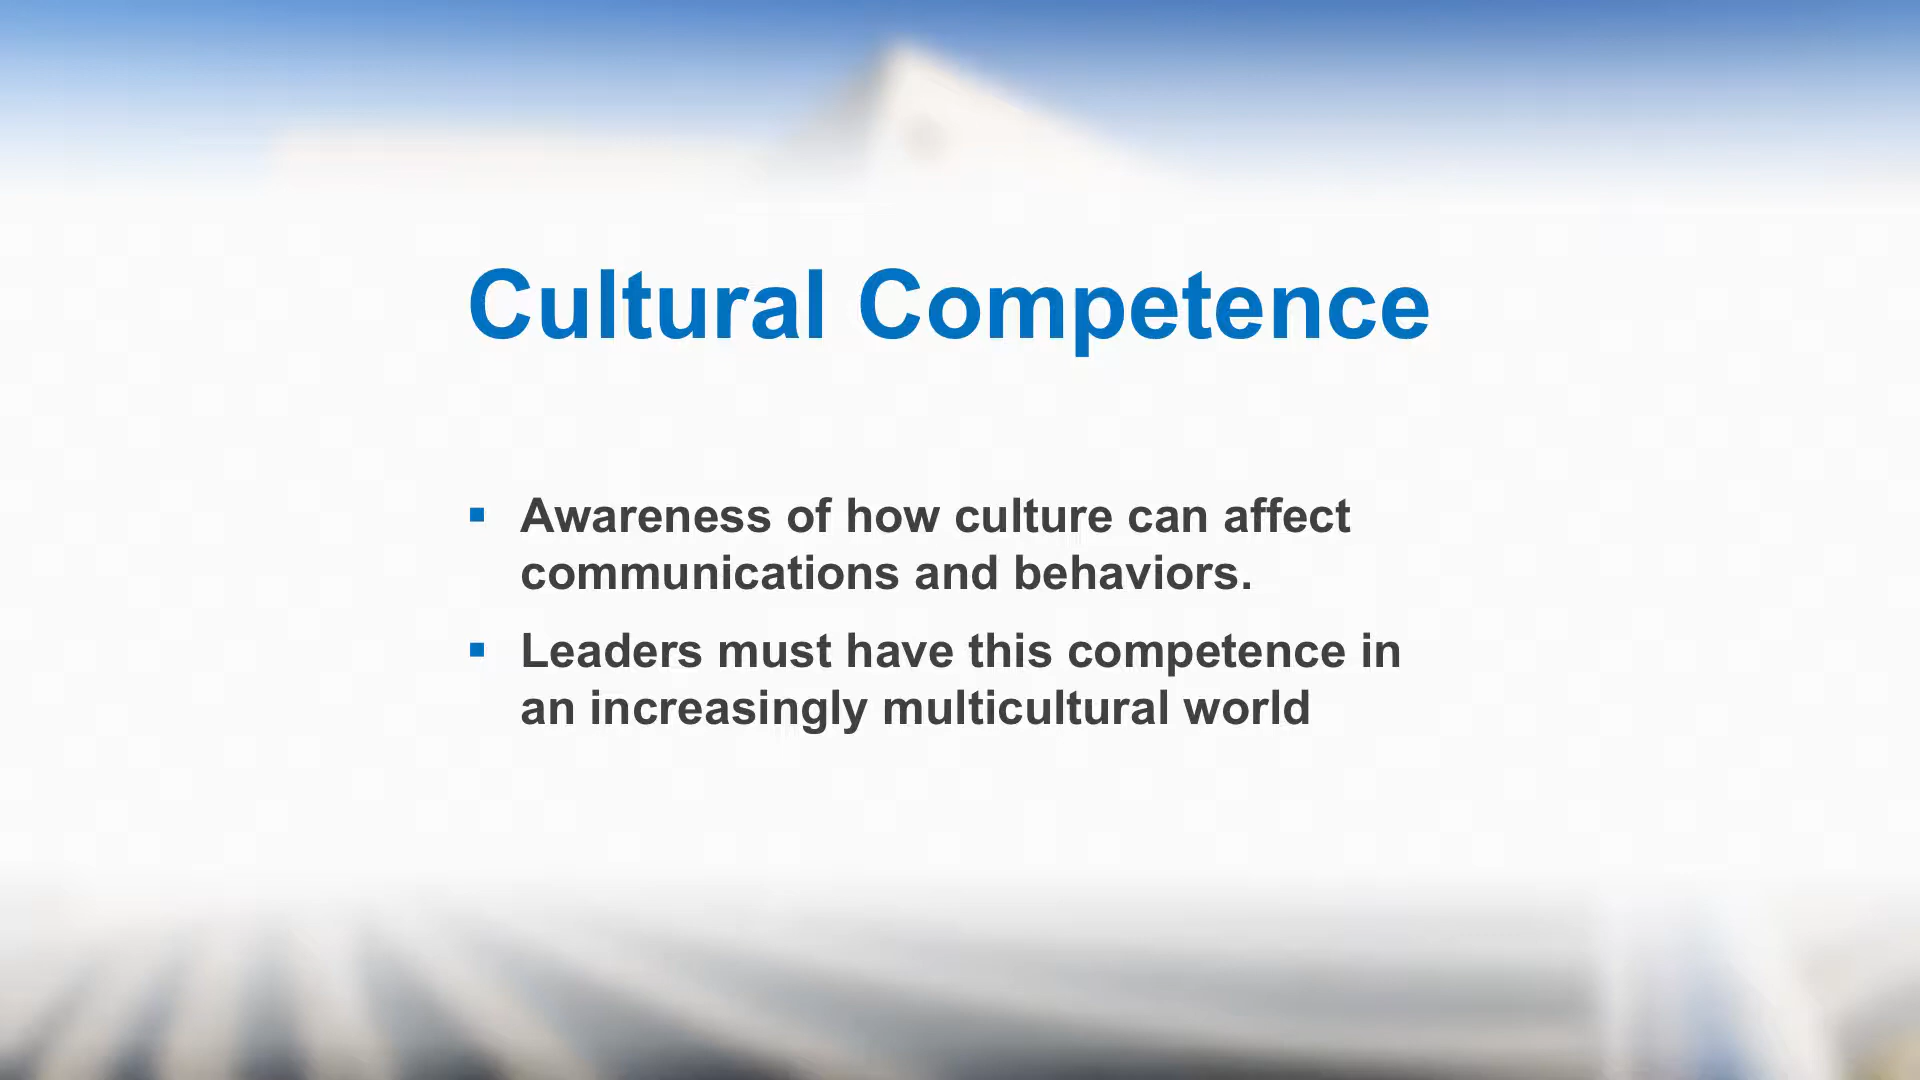 Cultural Competence
▪ Awareness of how culture can affect
communications and behaviors.
▪ Leaders must have this competence in
an increasingly multicultural world